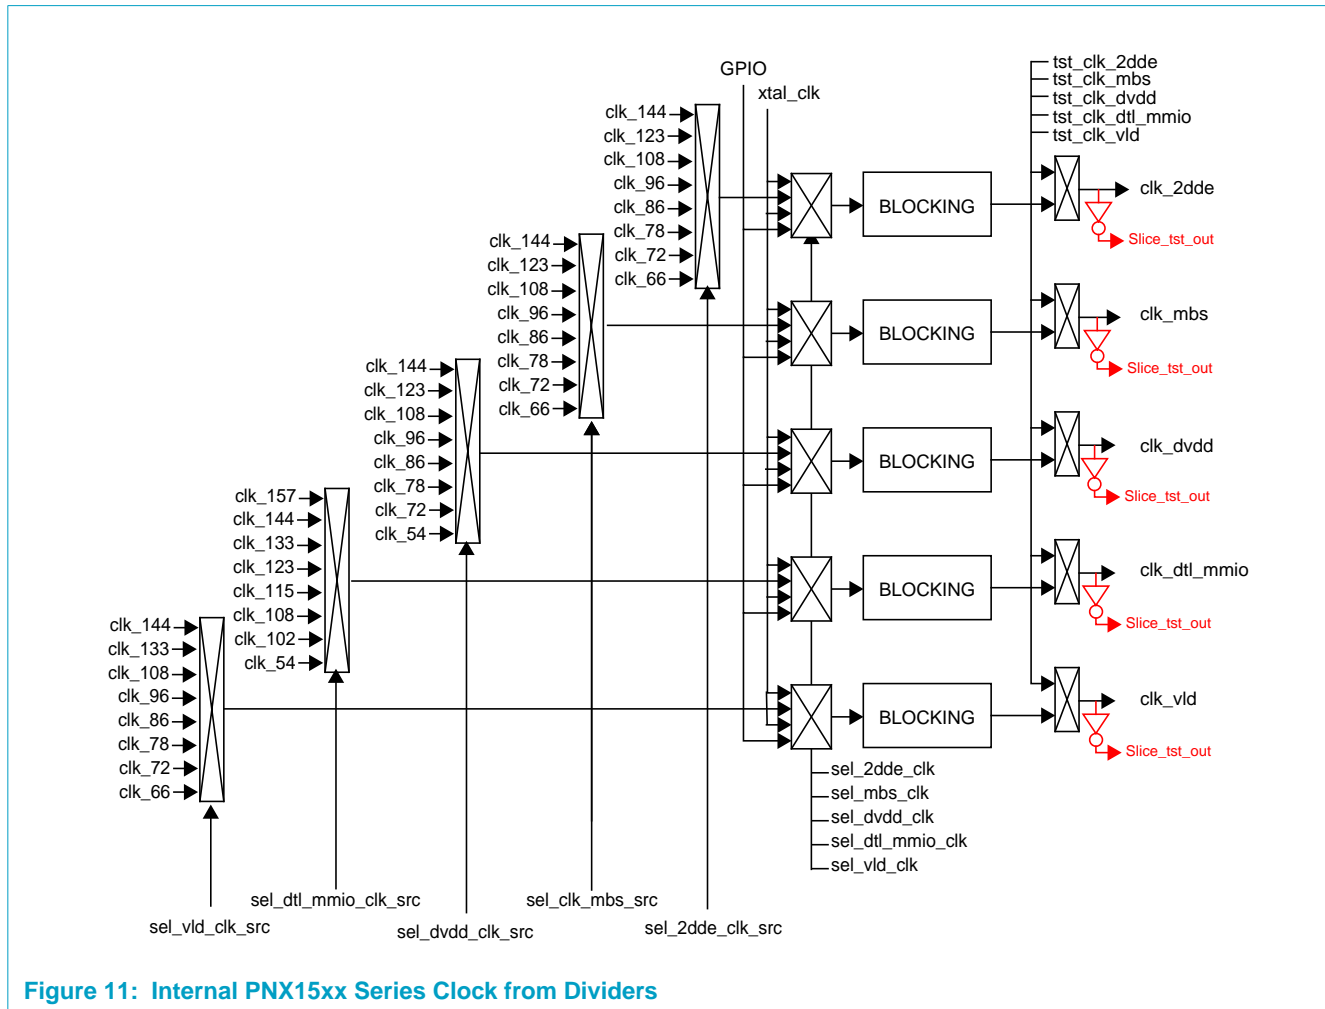 GPIO
xtal_clk
tst_clk_2dde
tst_clk_mbs
tst_clk_dvdd
tst_clk_dtl_mmio
tst_clk_vld
clk_144
clk_123
clk_108
clk_96
clk_86
clk_78
clk_72
clk_66
BLOCKING
clk_2dde
Slice_tst_out
clk_144
clk_123
clk_108
clk_96
clk_86
clk_78
clk_72
clk_66
BLOCKING
clk_mbs
Slice_tst_out
clk_144
clk_123
clk_108
clk_96
clk_86
clk_78
clk_72
clk_54
BLOCKING
clk_dvdd
Slice_tst_out
clk_157
clk_144
clk_133
clk_123
clk_115
clk_108
clk_102
clk_54
BLOCKING
clk_dtl_mmio
Slice_tst_out
clk_144
clk_133
clk_108
clk_96
clk_86
clk_78
clk_72
clk_66
BLOCKING
clk_vld
Slice_tst_out
sel_2dde_clk
sel_mbs_clk
sel_dvdd_clk
sel_dtl_mmio_clk
sel_vld_clk
sel_vld_clk_src
sel_dtl_mmio_clk_src
sel_dvdd_clk_src
sel_clk_mbs_src
sel_2dde_clk_src
Figure 11: Internal PNX15xx Series Clock from Dividers